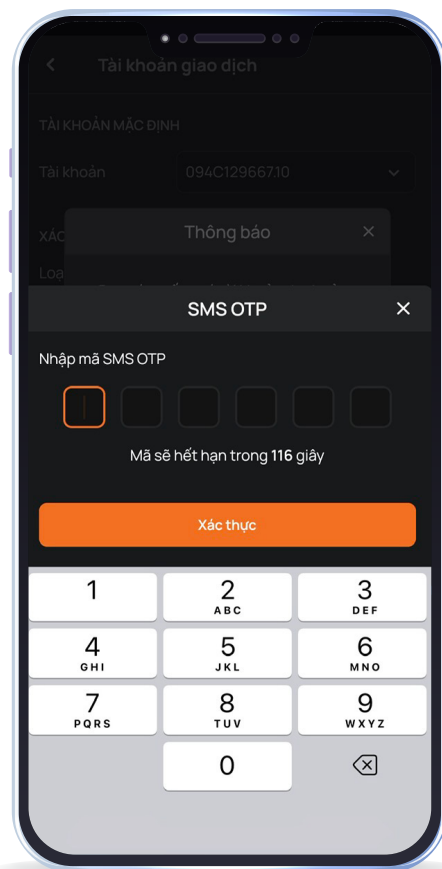 Tài khoản giao dịch
TÀI KHOẢN MẶC ĐỊNH
Tài khoản 094C129667.10
XÁC
Thông báo
Loạ
SMS OTP
Nhập mã SMS OTP
Mã sẽ hết hạn trong 116 giây
Xác thực
1 2 3
ABC DEF
4 5 6
GHI JKL MNO
7 8 9
PQRS TUV WXYZ
0